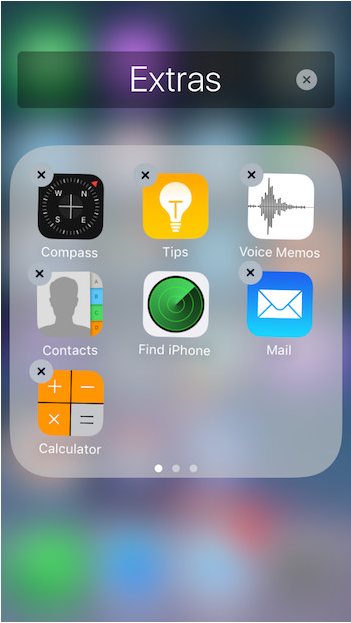 Extras
N
W
E
S
T
Compass
Tips
Voice Memos
A
B
C
D
Contacts
Find iPhone
Mail
Calculator